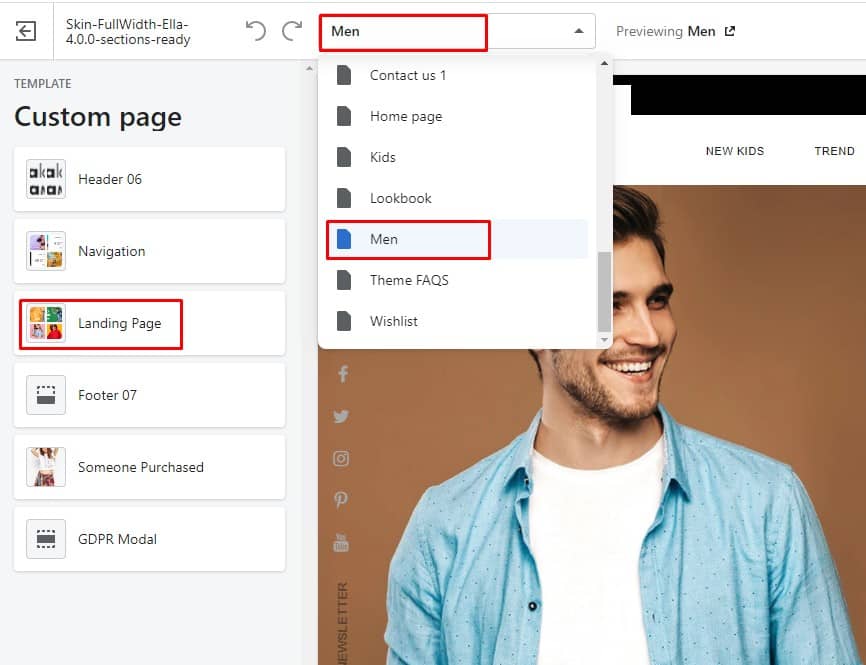 Skin-FullWidth-Ella-
4.0.0-sections-ready
Men
Previewing Men
TEMPLATE
Custom page
Header 06
Navigation
Landing Page
Footer 07
Someone Purchased
GDPR Modal
Contact us 1
Home page
Kids
Lookbook
Men
Theme FAQS
Wishlist
NEW KIDS
TREND
NEWSLETTER